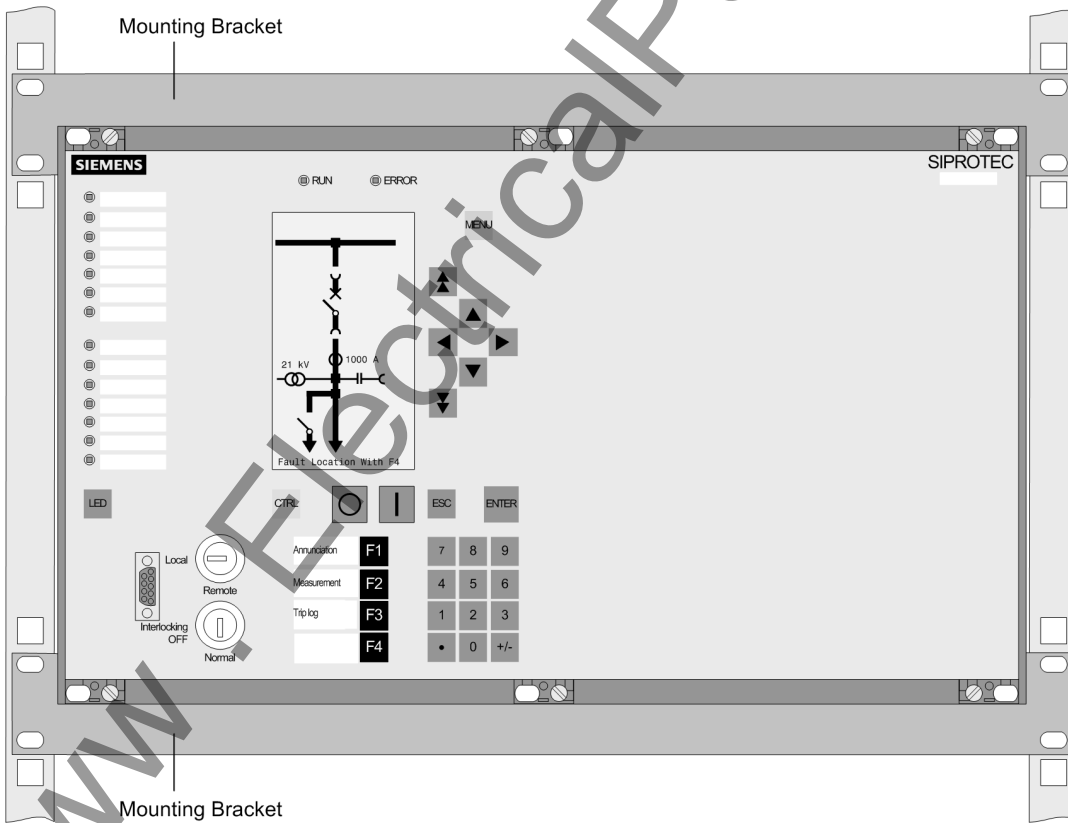 Mounting Bracket
SIEMENS
SIPROTEC
RUN
ERROR
MENU
21 kV
1000 A
Fault Location With F4
LED
CTRL
ESC
ENTER
Local
Remote
Interlocking
OFF
Normal
Annunciation F1
Measurement F2
Trip log F3
F4
7 8 9
4 5 6
1 2 3
• 0 +/-
Mounting Bracket